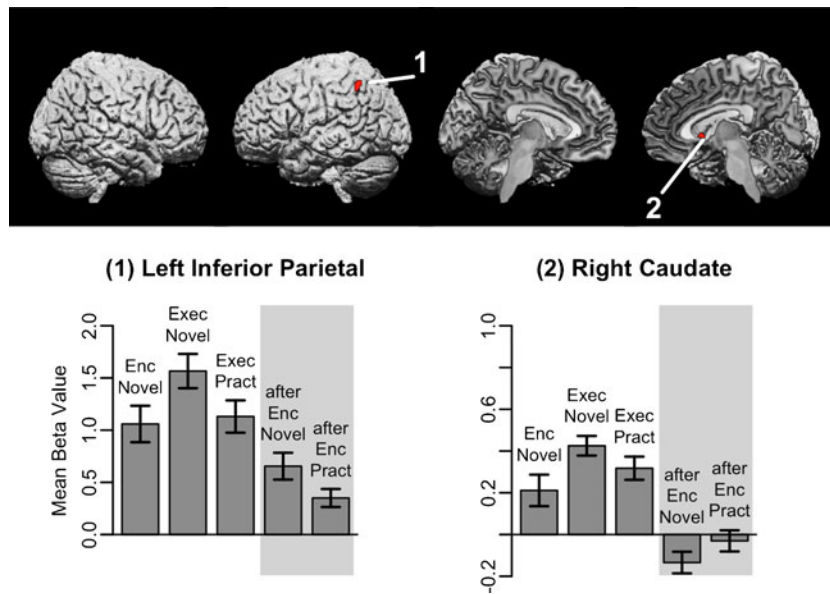 1
2
(1) Left Inferior Parietal
(2) Right Caudate
Mean Beta Value
0.0
0.5
1.0
1.5
2.0
Enc
Novel
Exec
Novel
Exec
Pract
after
Enc
Novel
after
Enc
Pract
-0.2
0.2
0.6
1.0
Enc
Novel
Exec
Novel
Exec
Pract
after
Enc
Novel
after
Enc
Pract